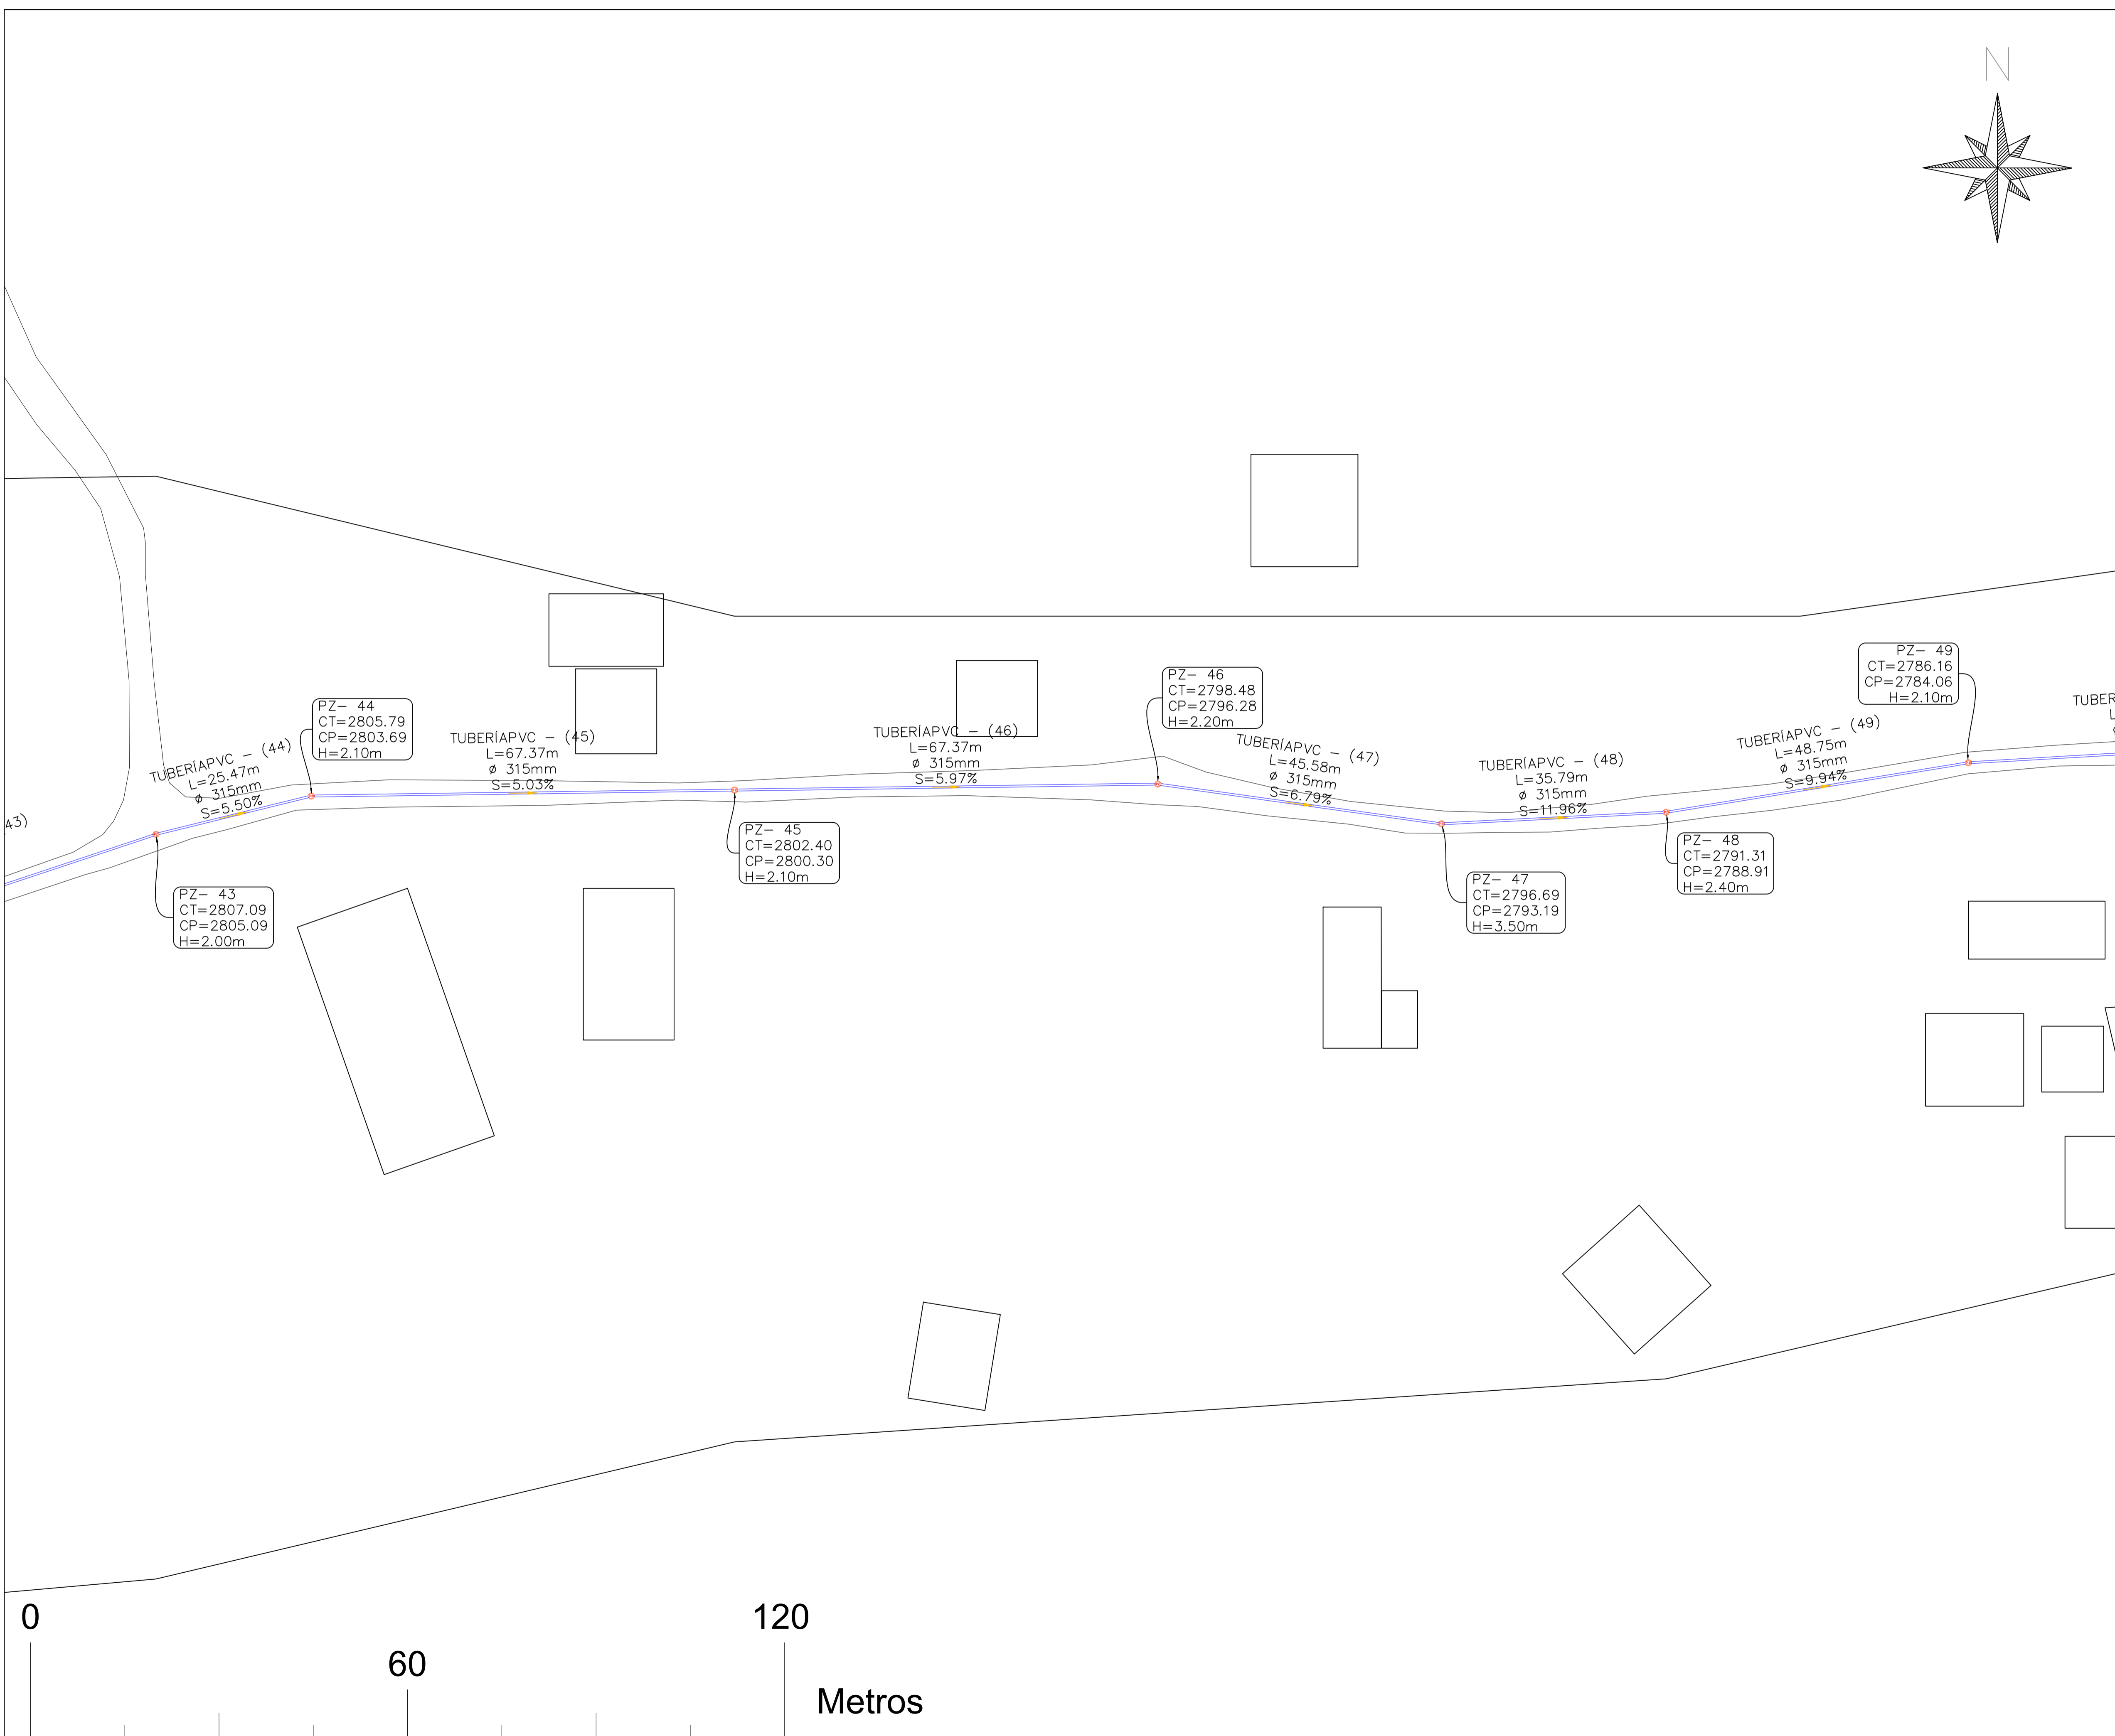 N
PZ- 49
CT=2786.16
CP=2784.06
H=2.10m
PZ- 46
CT=2798.48
CP=2796.28
H=2.20m
PZ- 44
CT=2805.79
CP=2803.69
H=2.10m
TUBERÍAPVC - (44)
L=25.47m
ø 315mm
S=5.50%
TUBERÍAPVC - (45)
L=67.37m
ø 315mm
S=5.03%
TUBERÍAPVC - (46)
L=67.37m
ø 315mm
S=5.97%
TUBERÍAPVC - (47)
L=45.58m
ø 315mm
S=6.79%
TUBERÍAPVC - (48)
L=35.79m
ø 315mm
S=11.96%
TUBERÍAPVC - (49)
L=48.75m
ø 315mm
S=9.94%
43)
PZ- 43
CT=2807.09
CP=2805.09
H=2.00m
PZ- 45
CT=2802.40
CP=2800.30
H=2.10m
PZ- 47
CT=2796.69
CP=2793.19
H=3.50m
PZ- 48
CT=2791.31
CP=2788.91
H=2.40m
0
120
60
Metros